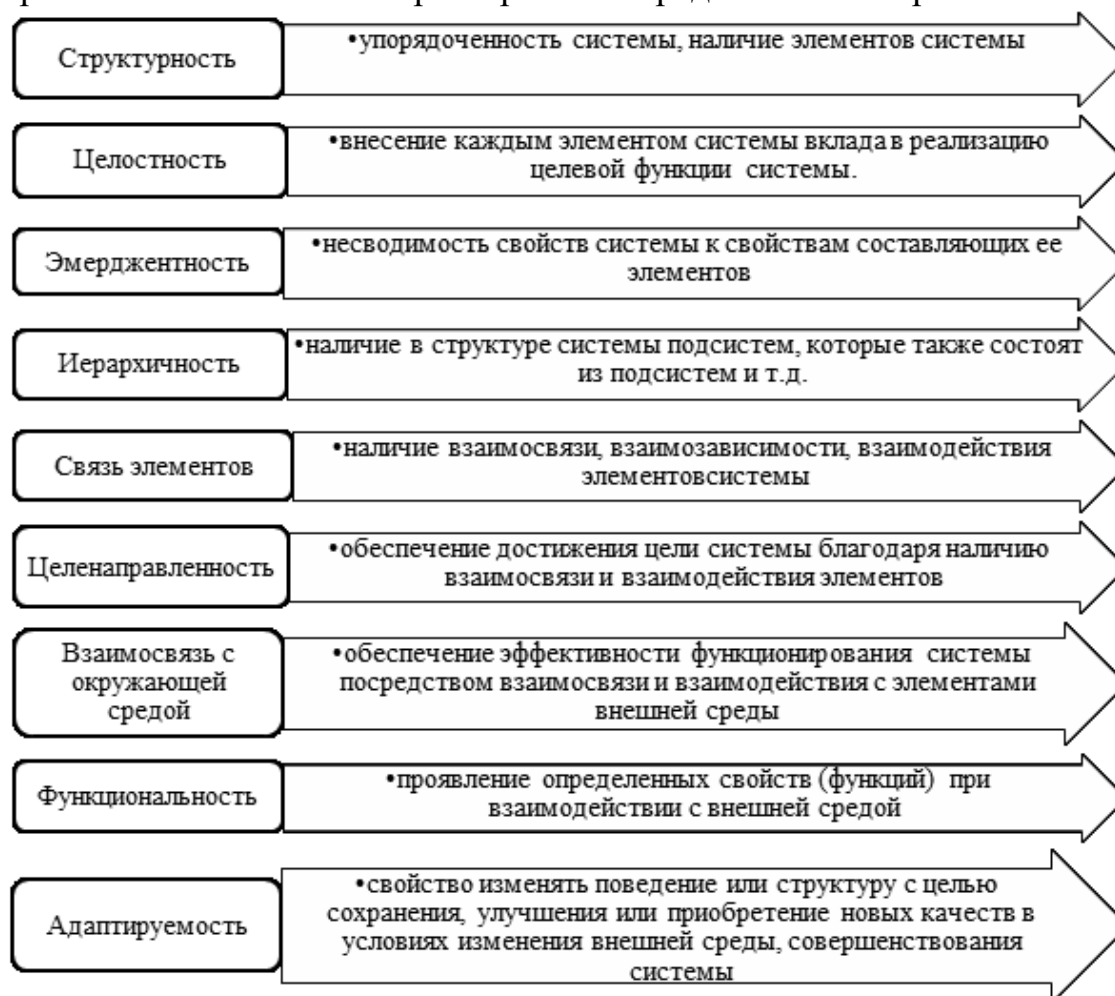 Структурность
•упорядоченность системы, наличие элементов системы
Целостность
•внесение каждым элементом системы вклада в реализацию
целевой функции системы.
Эмерджентность
•несводимость свойств системы к свойствам составляющих ее
элементов
Иерархичность
•наличие в структуре системы подсистем, которые также состоят
из подсистем и т.д.
Связь элементов
•наличие взаимосвязи, взаимозависимости, взаимодействия
элементовсистемы
Целенаправленность
•обеспечение достижения цели системы благодаря наличию
взаимосвязи и взаимодействия элементов
Взаимосвязь с
окружающей
средой
•обеспечение эффективности функционирования системы
посредством взаимосвязи и взаимодействия с элементами
внешней среды
Функциональность
•проявление определенных свойств (функций) при
взаимодействии с внешней средой
Адаптируемость
•свойство изменять поведение или структуру с целью
сохранения, улучшения или приобретение новых качеств в
условиях изменения внешней среды, совершенствования
системы